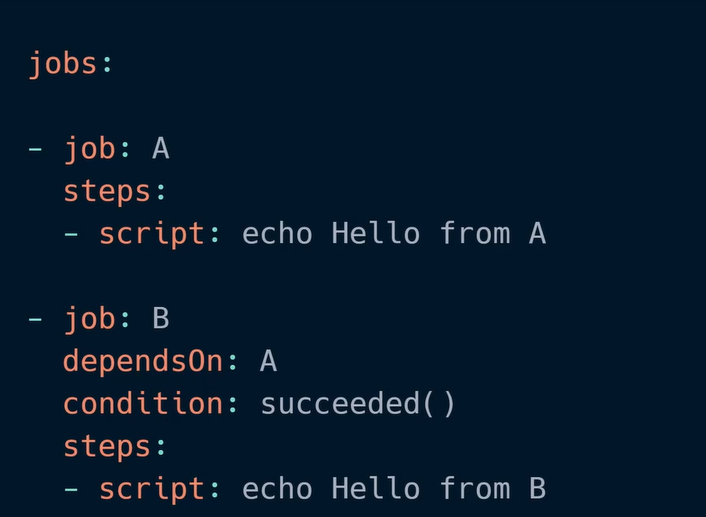 jobs:

- job: A
  steps:
  - script: echo Hello from A

- job: B
  dependsOn: A
  condition: succeeded()
  steps:
  - script: echo Hello from B